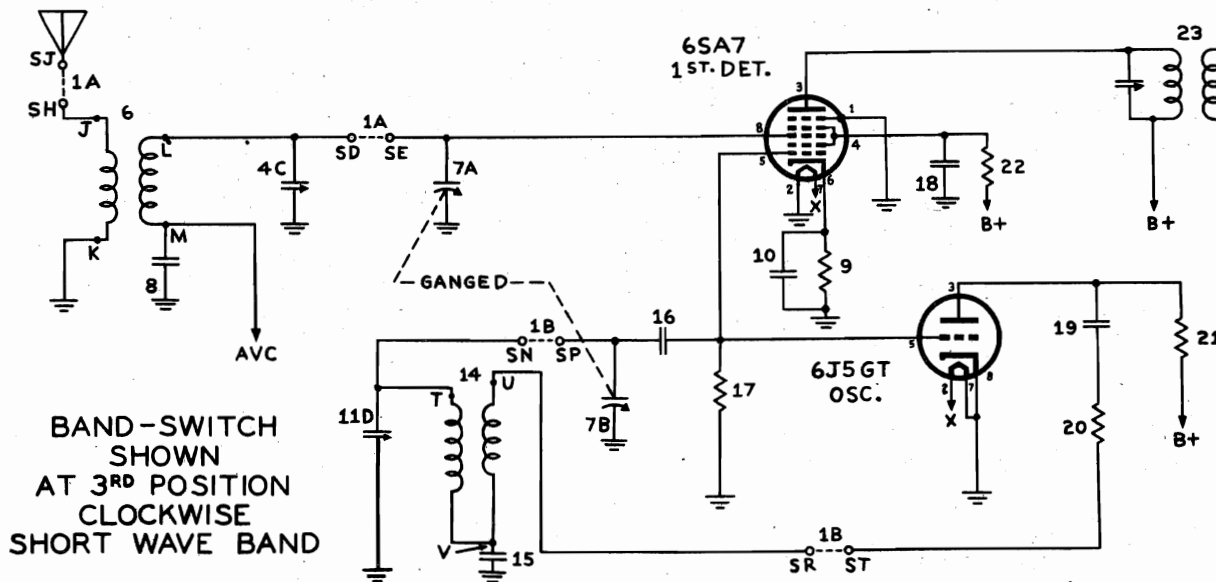 SJ
1A
SH
J
6
L
K
M
8
AVC
4C
1A
SD
SE
7A
GANGED
6SA7
1ST. DET.
3
1
8
4
5
2
7
6
X
10
9
18
22
B+
23
B+
1B
SN
SP
16
14
U
T
11D
7B
17
V
15
3
5
8
2
7
X
6J5GT
OSC.
19
20
21
B+
1B
SR
ST
BAND-SWITCH
SHOWN
AT 3RD POSITION
CLOCKWISE
SHORT WAVE BAND